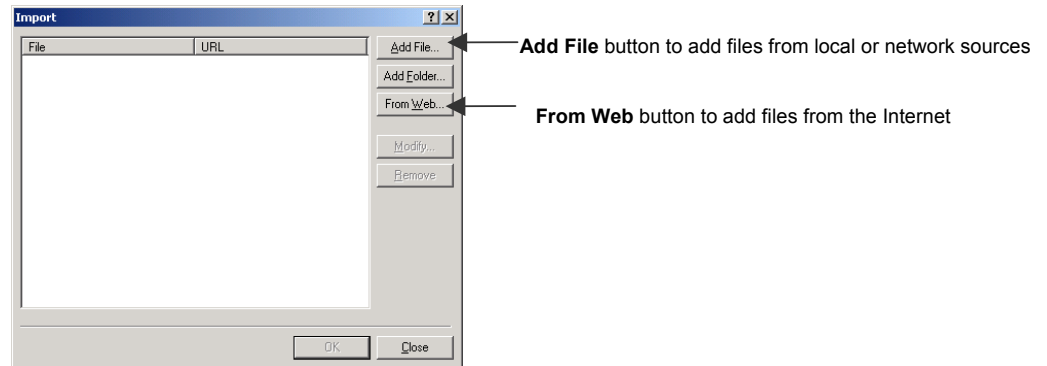 Import
File URL
Add File...
Add File button to add files from local or network sources
Add Folder...
From Web...
From Web button to add files from the Internet
Modify...
Remove
OK Close